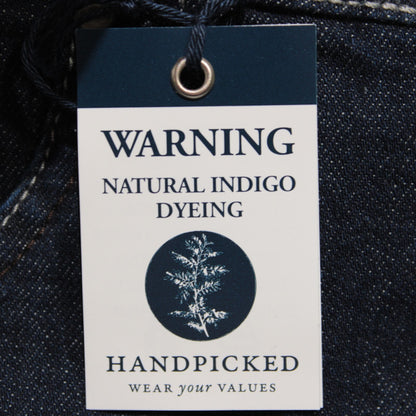 WARNING
NATURAL INDIGO
DYEING
HANDPICKED
WEAR your VALUES